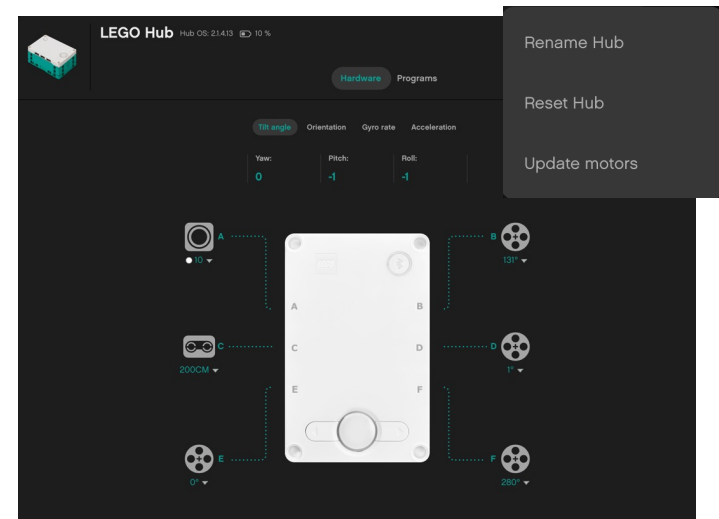 LEGO Hub Hub OS: 2.1.4.13 10 %
Rename Hub
Reset Hub
Update motors
Hardware Programs
Tilt angle Orientation Gyro rate Acceleration
Yaw: Pitch: Roll:
0 -1 -1
A B
10 131°
A B
C D
200CM 1°
C D
E F
E F
0° 280°